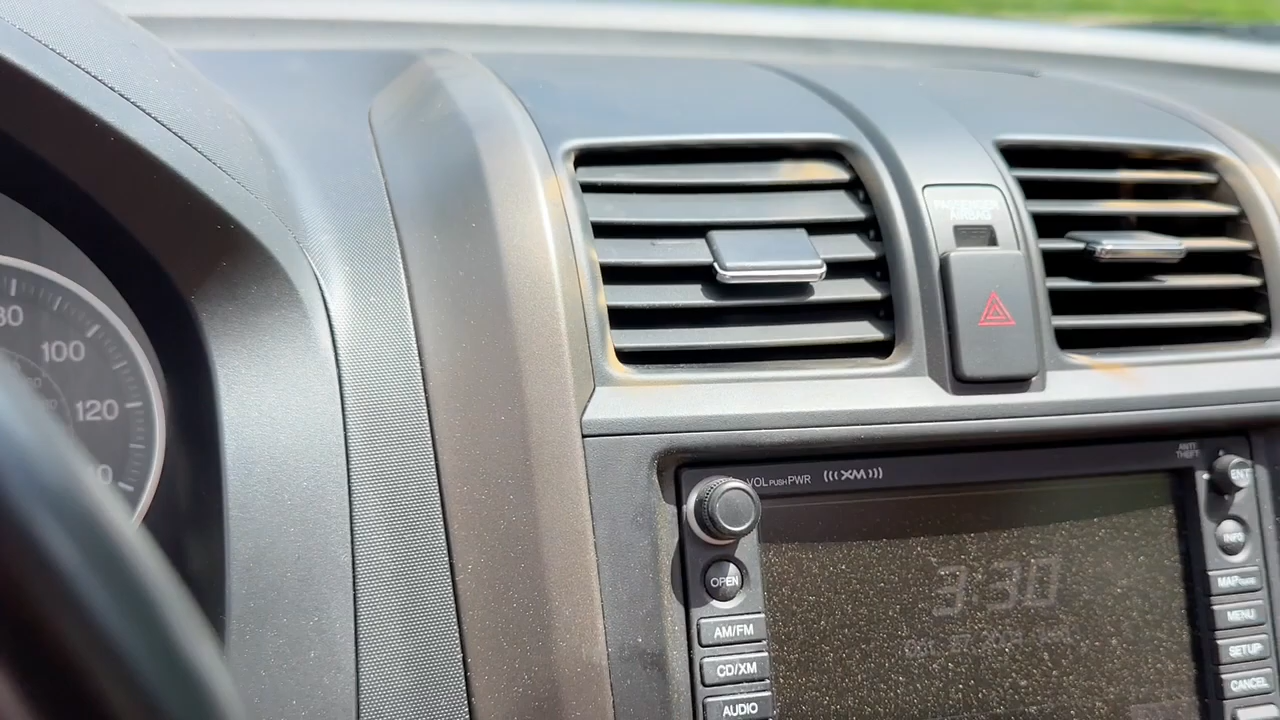 80
100
120
PASSENGER
AIRBAG
OFF
ANTI
THEFT
VOL PUSH PWR
(((XM)))
ENT
INFO
OPEN
3:30
MAP
MENU
AM/FM
SETUP
CD/XM
CANCEL
AUDIO